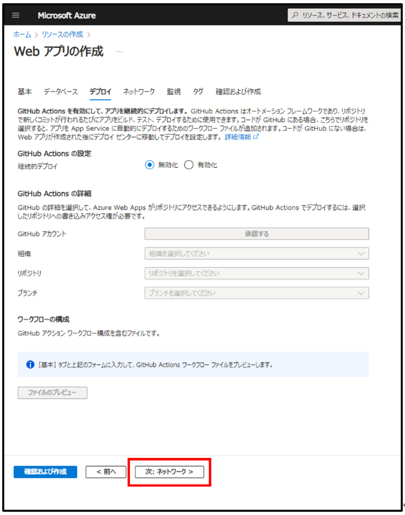 Microsoft Azure
リソース、サービス、ドキュメントの検索
ホーム > リソースの作成 >
Web アプリの作成 …
基本 データベース デプロイ ネットワーク 監視 タグ 確認および作成
GitHub Actions を有効にして、アプリを継続的にデプロイします。GitHub Actions はオートメーション フレームワークであり、リポジトリ
で新しくコミットが行われるたびにアプリをビルド、テスト、デプロイするために使用できます。コードが GitHub にある場合、こちらでリポジトリを
選択すると、アプリを App Service に自動的にデプロイするためのワークフロー ファイルが追加されます。コードが GitHub にない場合は、
Web アプリが作成された後にデプロイ センターに移動してデプロイを設定します。 詳細情報
GitHub Actions の設定
継続的デプロイ 無効化 有効化
GitHub Actions の詳細
GitHub の詳細を選択して、Azure Web Apps がリポジトリにアクセスできるようにします。GitHub Actions でデプロイするには、選択
したリポジトリへの書き込みアクセス権が必要です。
GitHub アカウント 承認する
組織 組織を選択してください
リポジトリ リポジトリを選択してください
ブランチ ブランチを選択してください
ワークフローの構成
GitHub アクション ワークフロー構成を含むファイルです。
[基本] タブと上記のフォームに入力して、GitHub Actions ワークフロー ファイルをプレビューします。
ファイルのプレビュー
確認および作成 < 前へ 次: ネットワーク >